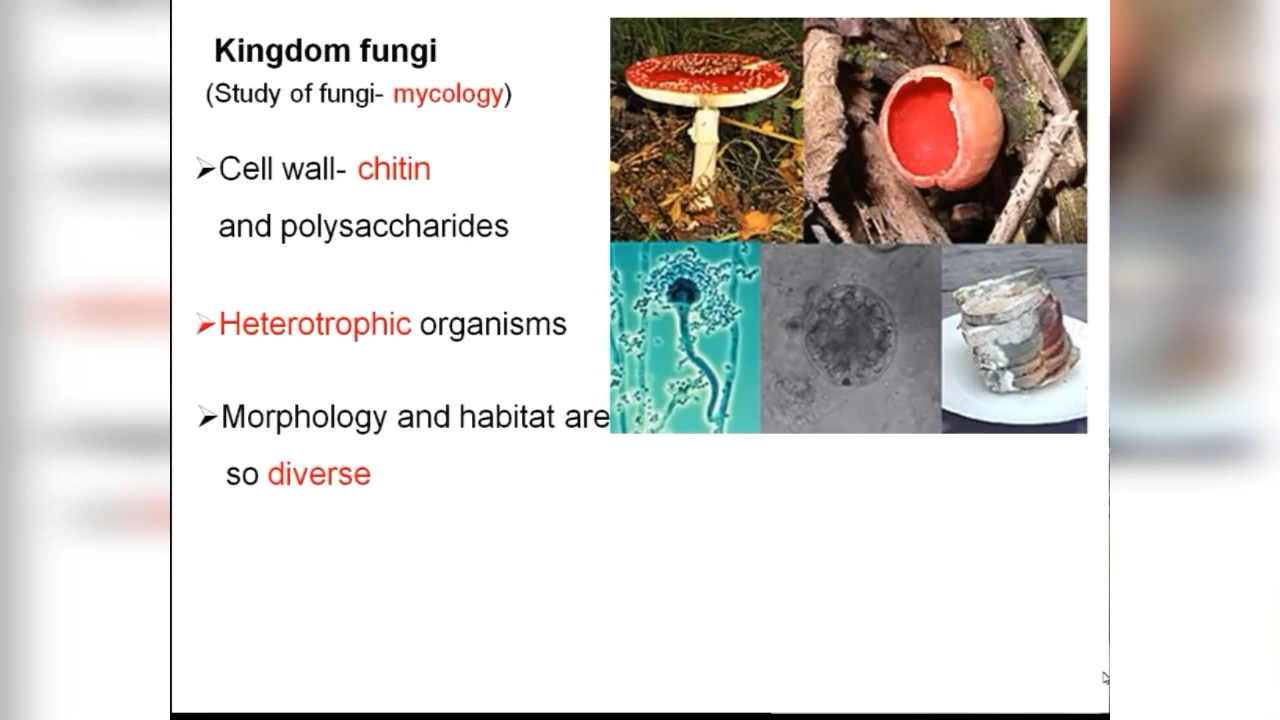 Kingdom fungi
(Study of fungi- mycology)
➢Cell wall- chitin
and polysaccharides
➢Heterotrophic organisms
➢Morphology and habitat are
so diverse